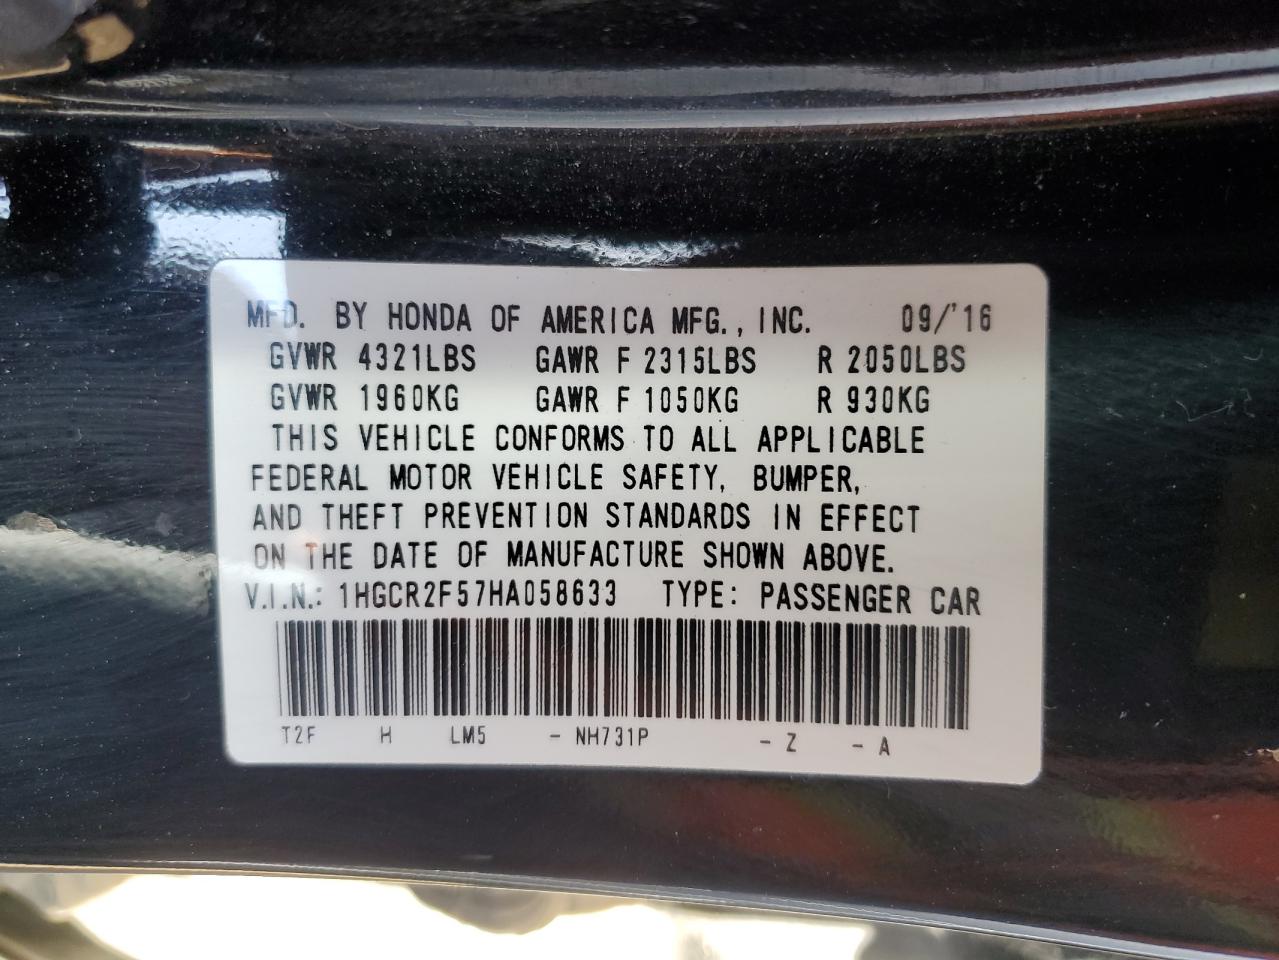 MFD. BY HONDA OF AMERICA MFG., INC. 09/'16
GVWR 4321LBS GAWR F 2315LBS R 2050LBS
GVWR 1960KG GAWR F 1050KG R 930KG
THIS VEHICLE CONFORMS TO ALL APPLICABLE
FEDERAL MOTOR VEHICLE SAFETY, BUMPER,
AND THEFT PREVENTION STANDARDS IN EFFECT
ON THE DATE OF MANUFACTURE SHOWN ABOVE.
V.I.N.: 1HGCR2F57HA058633 TYPE: PASSENGER CAR
T2F H LM5 - NH731P - Z - A